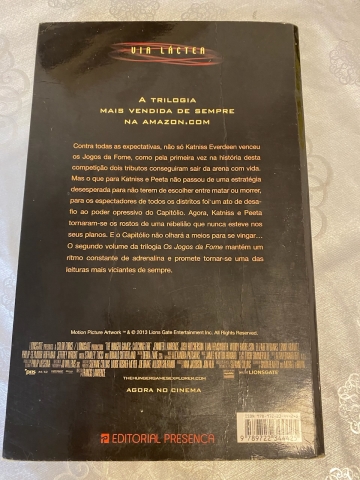 VIA LÁCTEA
A TRILOGIA
MAIS VENDIDA DE SEMPRE
NA AMAZON.COM
Contra todas as expectativas, não só Katniss Everdeen venceu
os Jogos da Fome, como pela primeira vez na história desta
competição dois tributos conseguiram sair da arena com vida.
Mas o que para Katniss e Peeta não passou de uma estratégia
desesperada para não terem de escolher entre matar ou morrer,
para os espectadores de todos os distritos foi um ato de desa-
fio ao poder opressivo do Capitólio. Agora, Katniss e Peeta
tornaram-se os rostos de uma rebelião que nunca esteve nos
seus planos. E o Capitólio não olhará a meios para se vingar...
O segundo volume da trilogia Os Jogos da Fome mantém um
ritmo constante de adrenalina e promete tornar-se uma das
leituras mais viciantes de sempre.
Motion Picture Artwork ™ & © 2013 Lions Gate Entertainment Inc. All Rights Reserved.
LIONSGATE
THEHUNGERGAMESEXPLORER.COM
AGORA NO CINEMA
EDITORIAL PRESENÇA